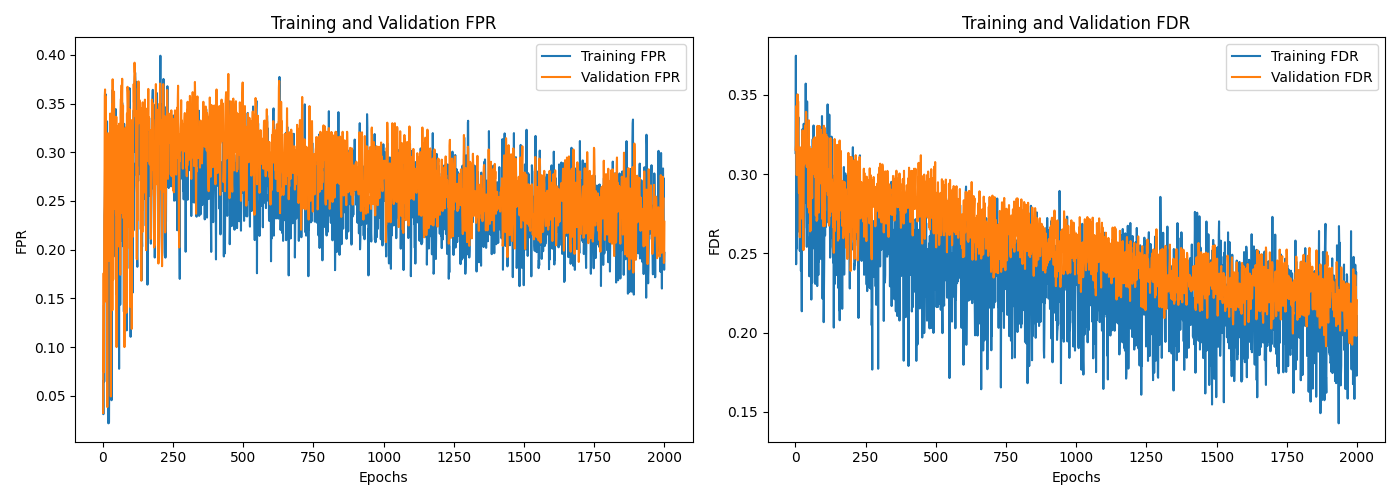 Training and Validation FPR
Training FPR
Validation FPR
0.40
0.35
0.30
0.25
0.20
0.15
0.10
0.05
FPR
0 250 500 750 1000 1250 1500 1750 2000
Epochs
Training and Validation FDR
Training FDR
Validation FDR
0.35
0.30
0.25
0.20
0.15
FDR
0 250 500 750 1000 1250 1500 1750 2000
Epochs